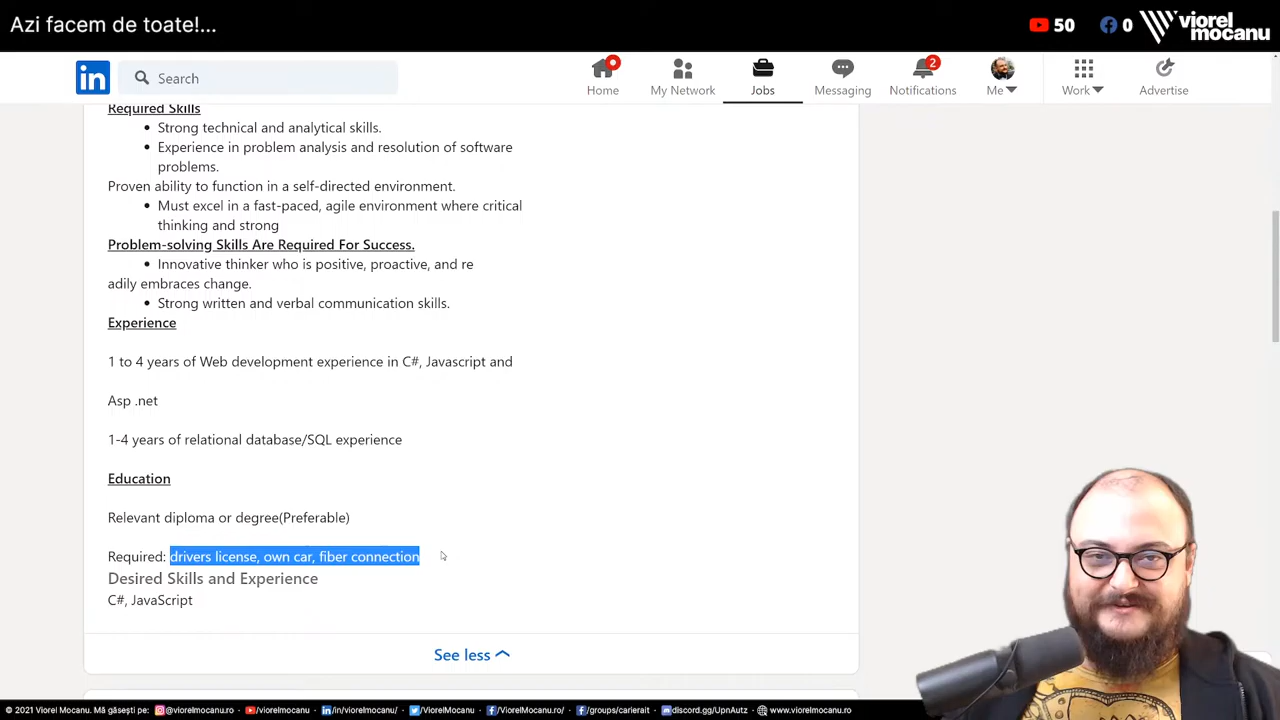 Azi facem de toate!...
50
0
viorel
mocanu
in
Search
Home
My Network
Jobs
Messaging
2
Notifications
Me
Work
Advertise
Required Skills
• Strong technical and analytical skills.
• Experience in problem analysis and resolution of software
problems.
Proven ability to function in a self-directed environment.
• Must excel in a fast-paced, agile environment where critical
thinking and strong
Problem-solving Skills Are Required For Success.
• Innovative thinker who is positive, proactive, and re
adily embraces change.
• Strong written and verbal communication skills.
Experience
1 to 4 years of Web development experience in C#, Javascript and
Asp .net
1-4 years of relational database/SQL experience
Education
Relevant diploma or degree(Preferable)
Required: drivers license, own car, fiber connection
Desired Skills and Experience
C#, JavaScript
See less
© 2021 Viorel Mocanu. Mă găsești pe: @viorelmocanu.ro - /viorelmocanu - /in/viorelmocanu/ - /ViorelMocanu - /ViorelMocanu.ro/ - /groups/carierait - discord.gg/UpnAutz - www.viorelmocanu.ro